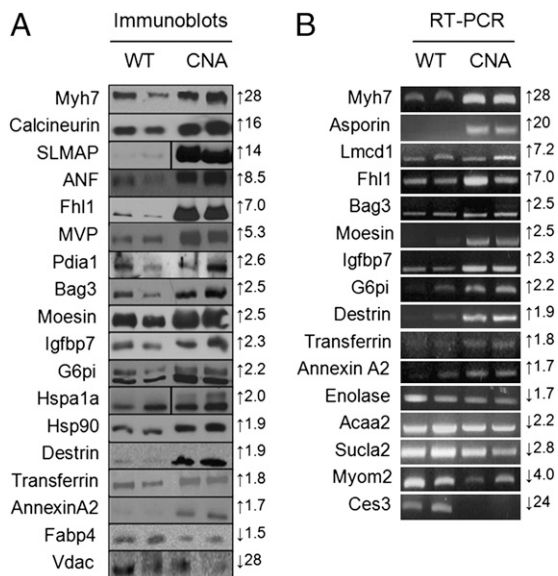 A
Immunoblots
WT CNA
Myh7 ↑28
Calcineurin ↑16
SLMAP ↑14
ANF ↑8.5
Fhl1 ↑7.0
MVP ↑5.3
Pdia1 ↑2.6
Bag3 ↑2.5
Moesin ↑2.5
Igfbp7 ↑2.3
G6pi ↑2.2
Hspa1a ↑2.0
Hsp90 ↑1.9
Destrin ↑1.9
Transferrin ↑1.8
AnnexinA2 ↑1.7
Fabp4 ↓1.5
Vdac ↓28
B
RT-PCR
WT CNA
Myh7 ↑28
Asporin ↑20
Lmcd1 ↑7.2
Fhl1 ↑7.0
Bag3 ↑2.5
Moesin ↑2.5
Igfbp7 ↑2.3
G6pi ↑2.2
Destrin ↑1.9
Transferrin ↑1.8
Annexin A2 ↑1.7
Enolase ↓1.7
Acaa2 ↓2.2
Sucla2 ↓2.8
Myom2 ↓4.0
Ces3 ↓24